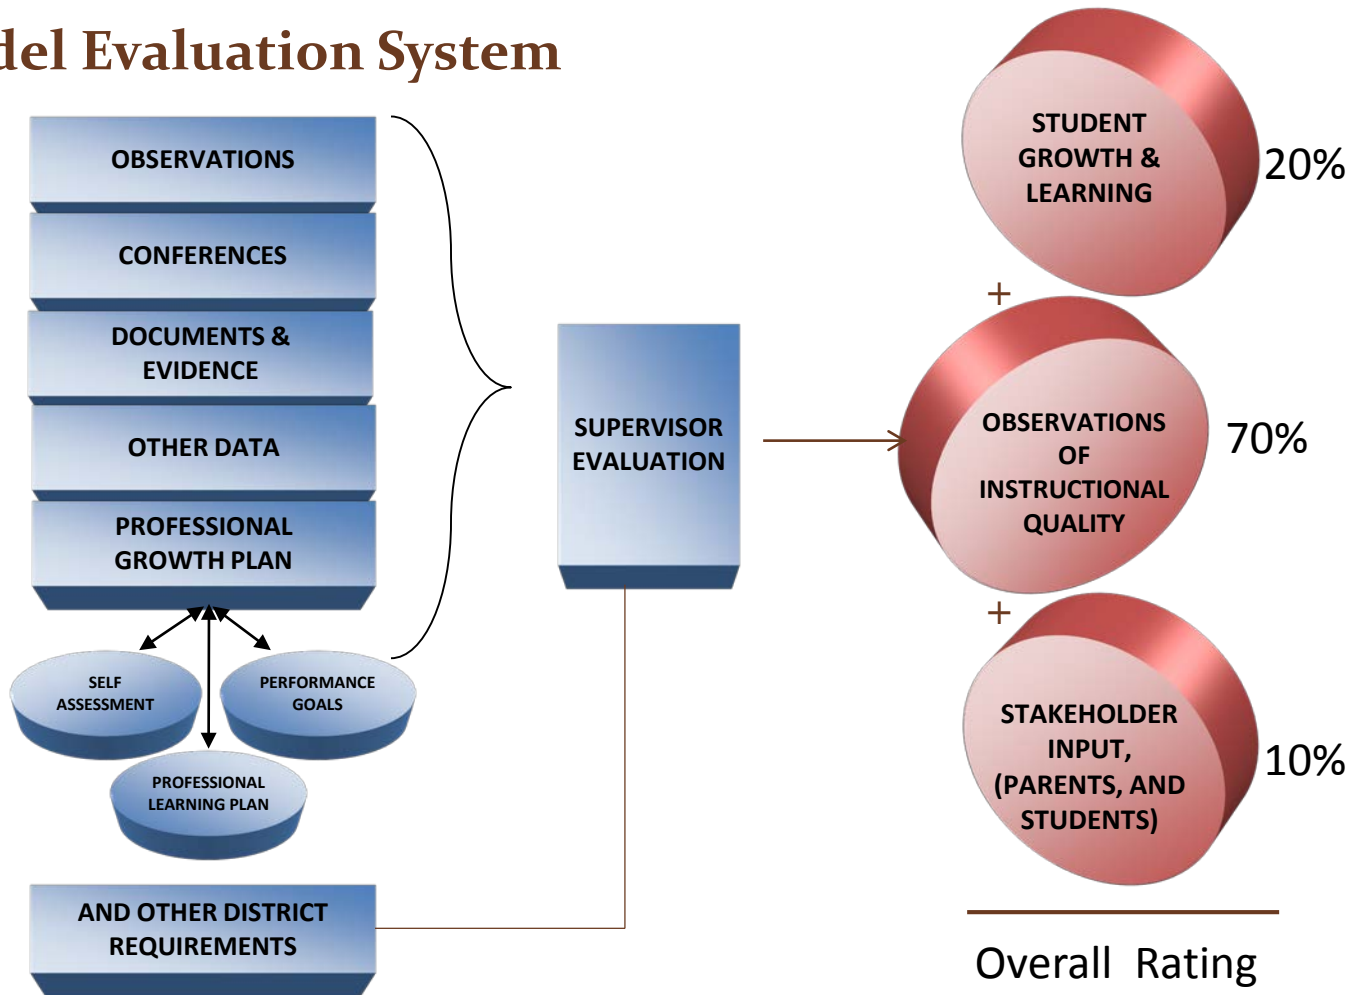 del Evaluation System
OBSERVATIONS
CONFERENCES
DOCUMENTS &
EVIDENCE
OTHER DATA
PROFESSIONAL
GROWTH PLAN
SELF
ASSESSMENT
PERFORMANCE
GOALS
PROFESSIONAL
LEARNING PLAN
AND OTHER DISTRICT
REQUIREMENTS
SUPERVISOR
EVALUATION
STUDENT
GROWTH &
LEARNING
20%
+
OBSERVATIONS
OF
INSTRUCTIONAL
QUALITY
70%
+
STAKEHOLDER
INPUT,
(PARENTS, AND
STUDENTS)
10%
Overall Rating